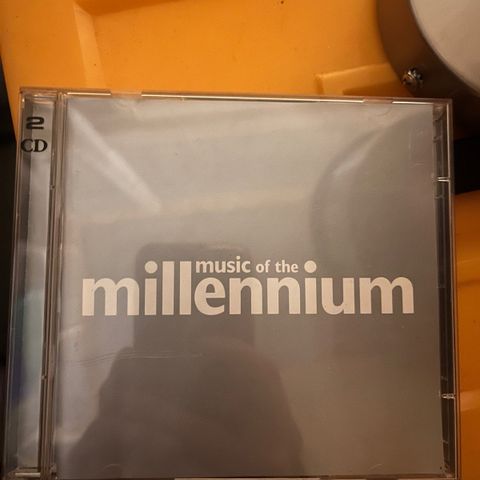 2
CD
music of the
millennium